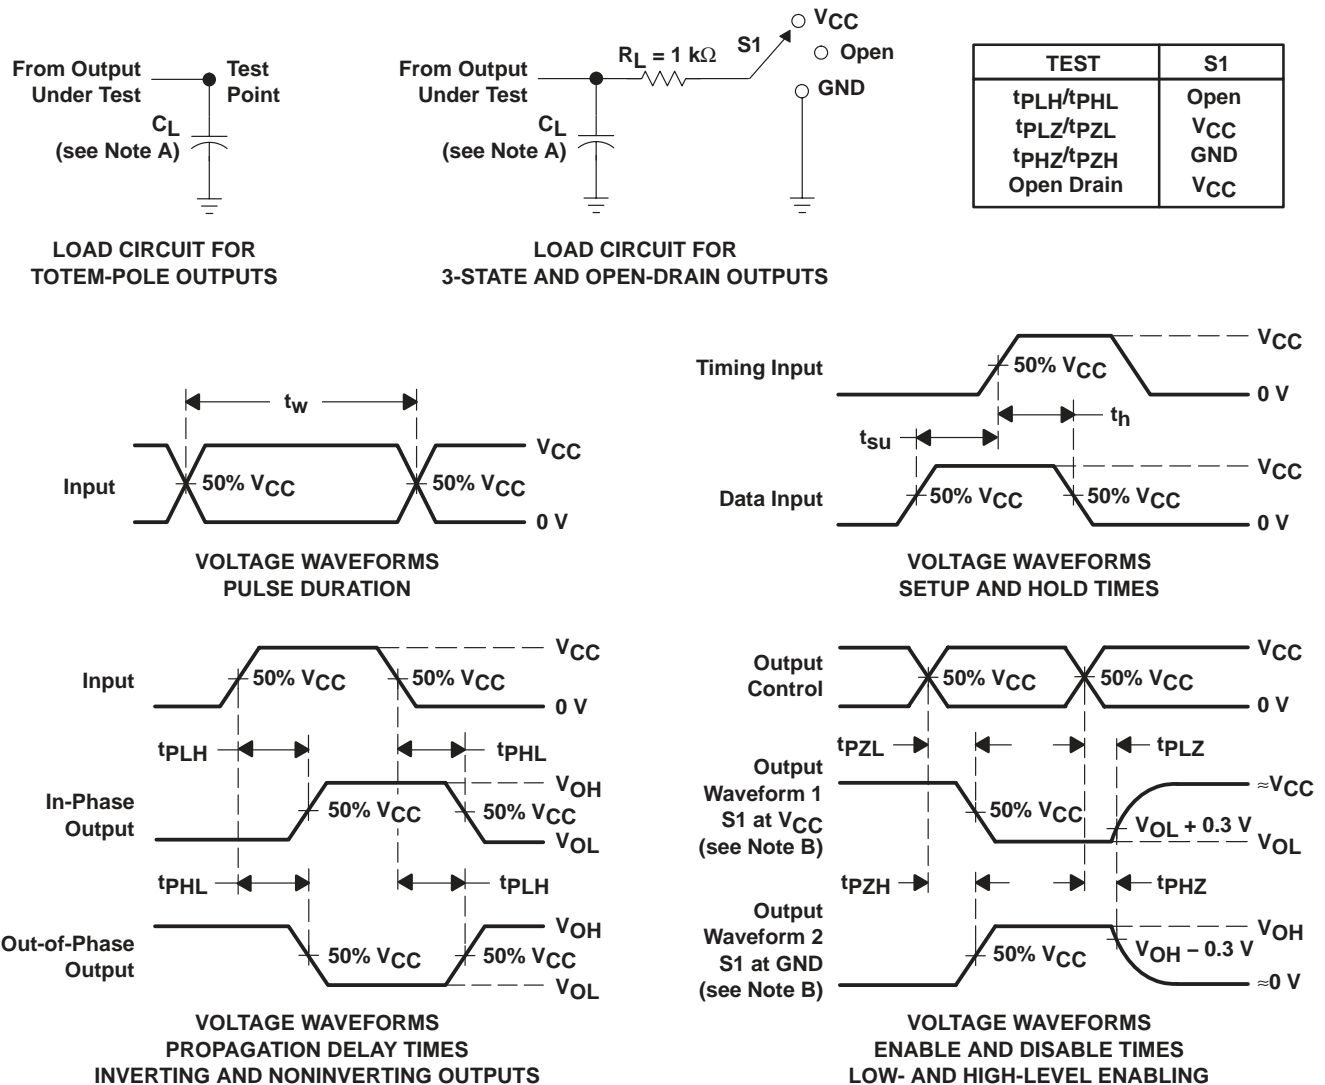 From Output
Under Test
Test
Point
CL
(see Note A)
LOAD CIRCUIT FOR
TOTEM-POLE OUTPUTS
From Output
Under Test
RL = 1 kΩ
S1
VCC
Open
GND
CL
(see Note A)
LOAD CIRCUIT FOR
3-STATE AND OPEN-DRAIN OUTPUTS
TEST S1
tPLH/tPHL Open
tPLZ/tPZL VCC
tPHZ/tPZH GND
Open Drain VCC
tw
Input
50% VCC
50% VCC
VCC
0 V
VOLTAGE WAVEFORMS
PULSE DURATION
Timing Input
50% VCC
VCC
0 V
th
tsu
Data Input
50% VCC
50% VCC
VCC
0 V
VOLTAGE WAVEFORMS
SETUP AND HOLD TIMES
Input
50% VCC
50% VCC
VCC
0 V
tPLH
tPHL
In-Phase
Output
50% VCC
50% VCC
VOH
VOL
tPHL
tPLH
Out-of-Phase
Output
50% VCC
50% VCC
VOH
VOL
VOLTAGE WAVEFORMS
PROPAGATION DELAY TIMES
INVERTING AND NONINVERTING OUTPUTS
Output
Control
50% VCC
50% VCC
VCC
0 V
tPZL
tPLZ
Output
Waveform 1
S1 at VCC
(see Note B)
50% VCC
VOL + 0.3 V
≈VCC
VOL
tPZH
tPHZ
Output
Waveform 2
S1 at GND
(see Note B)
50% VCC
VOH − 0.3 V
VOH
≈0 V
VOLTAGE WAVEFORMS
ENABLE AND DISABLE TIMES
LOW- AND HIGH-LEVEL ENABLING